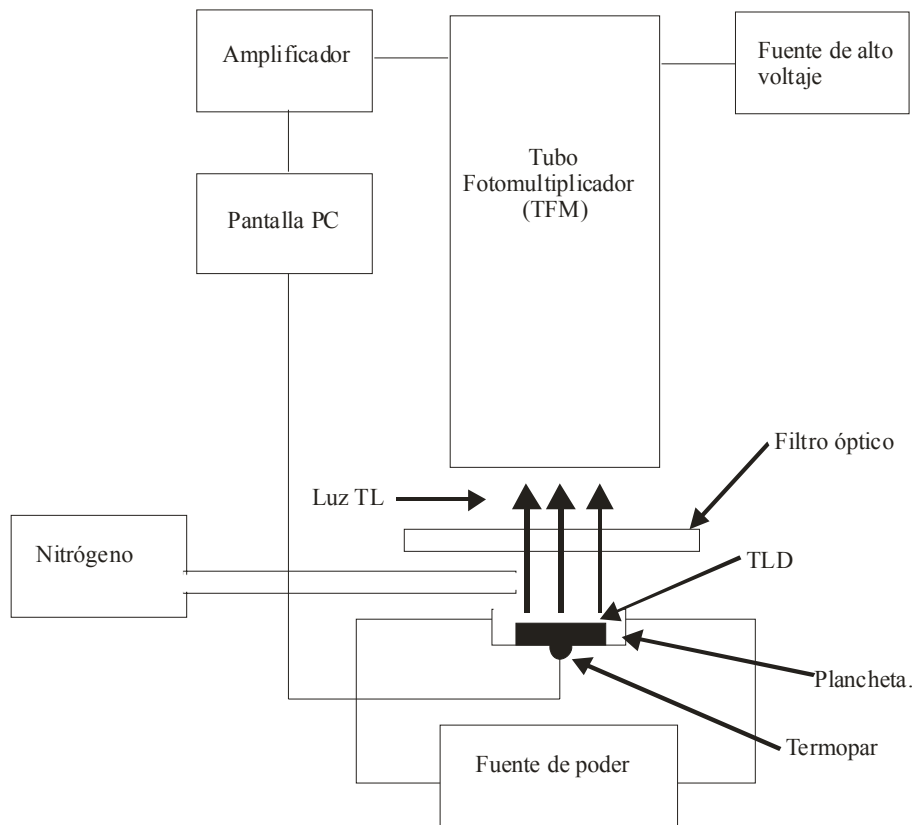 Amplificador
Fuente de alto
voltaje
Tubo
Fotomultiplicador
(TFM)
Pantalla PC
Filtro óptico
Luz TL
Nitrógeno
TLD
Plancheta.
Termopar
Fuente de poder